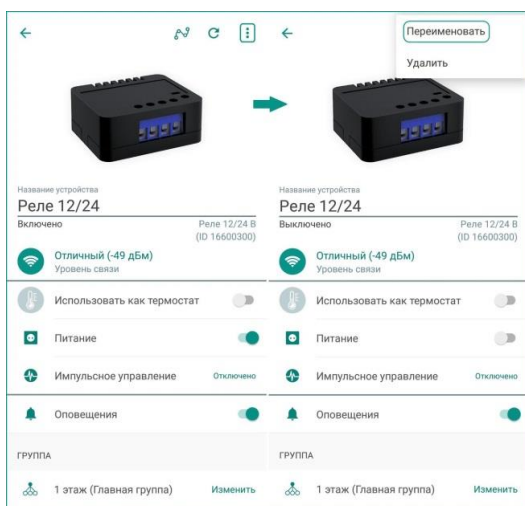 Название устройства
Реле 12/24
Включено
Реле 12/24 В
(ID 16600300)
Отличный (-49 дБм)
Уровень связи
Использовать как термостат
Питание
Импульсное управление
Отключено
Оповещения
ГРУППА
1 этаж (Главная группа)
Изменить
Переименовать
Удалить
Название устройства
Реле 12/24
Выключено
Реле 12/24 В
(ID 16600300)
Отличный (-49 дБм)
Уровень связи
Использовать как термостат
Питание
Импульсное управление
Отключено
Оповещения
ГРУППА
1 этаж (Главная группа)
Изменить